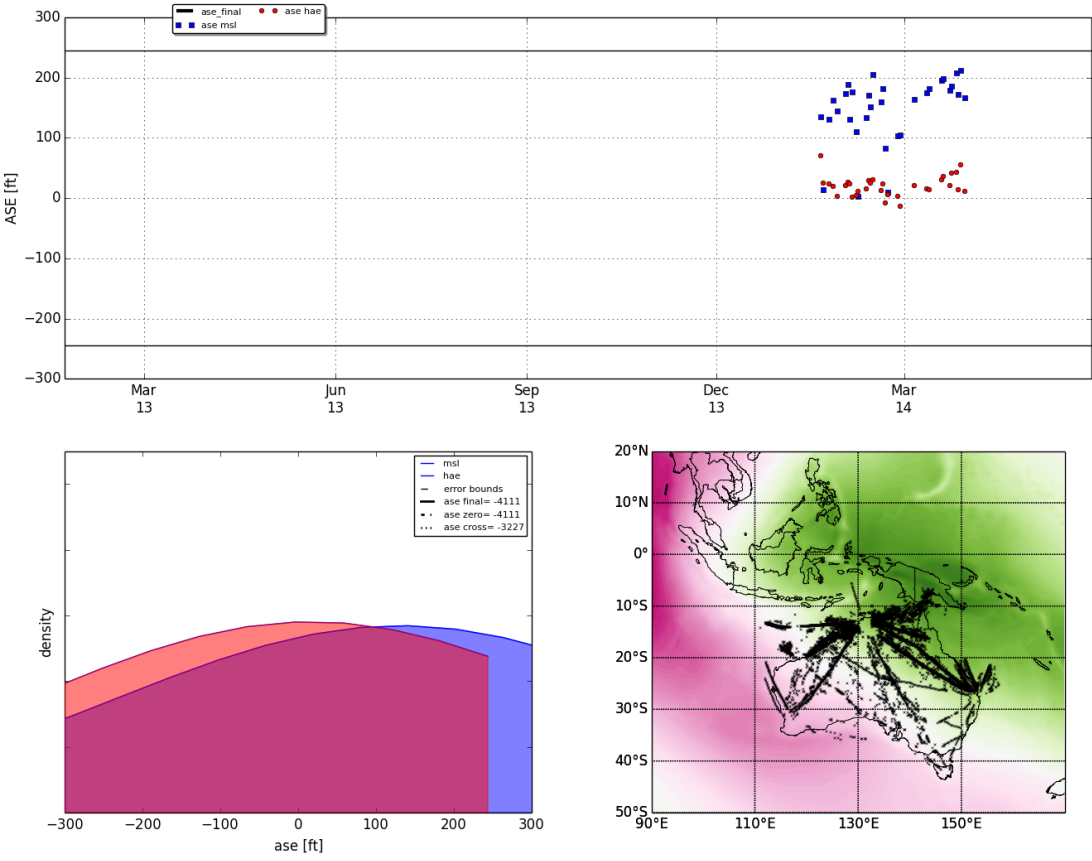 300
ase_final
ase hae
ase msl
200
100
0
−100
−200
−300
ASE [ft]
Mar
13
Jun
13
Sep
13
Dec
13
Mar
14
msl
hae
error bounds
ase final= -4111
ase zero= -4111
ase cross= -3227
density
−300
−200
−100
0
100
200
300
ase [ft]
20°N
10°N
0°
10°S
20°S
30°S
40°S
50°S
90°E
110°E
130°E
150°E